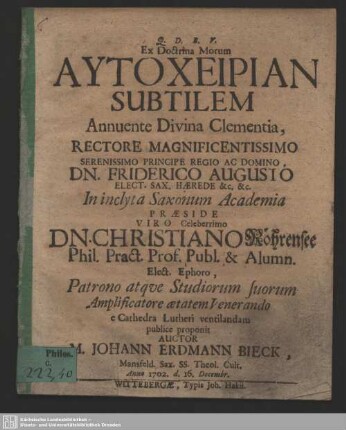 Q. D. B. V.
Ex Doctrina Morum
ΑΥΤΟΧΕΙΡΙΑΝ
SUBTILEM
Annuente Divina Clementia,
RECTORE MAGNIFICENTISSIMO
SERENISSIMO PRINCIPE REGIO AC DOMINO,
DN. FRIDERICO AUGUSTO
ELECT. SAX. HÆREDE &c. &c.
In inclyta Saxonum Academia
PRÆSIDE
VIRO Celeberrimo
DN. CHRISTIANO Röhrensee
Phil. Pract. Prof. Publ. & Alumn.
Elect. Ephoro,
Patrono atqve Studiorum suorum
Amplificatore ætatem Venerando
e Cathedra Lutheri ventilandam
publice proponit
AUCTOR
M. JOHANN ERDMANN BIECK,
Mansfeld. Sax. SS. Theol. Cult.
Anno 1702. d. 16. Decembr.
WITTEBERGÆ, Typis Joh. Hakii.
Philos.
C.
222,40
Sächsische Landesbibliothek -
Staats- und Universitätsbibliothek Dresden